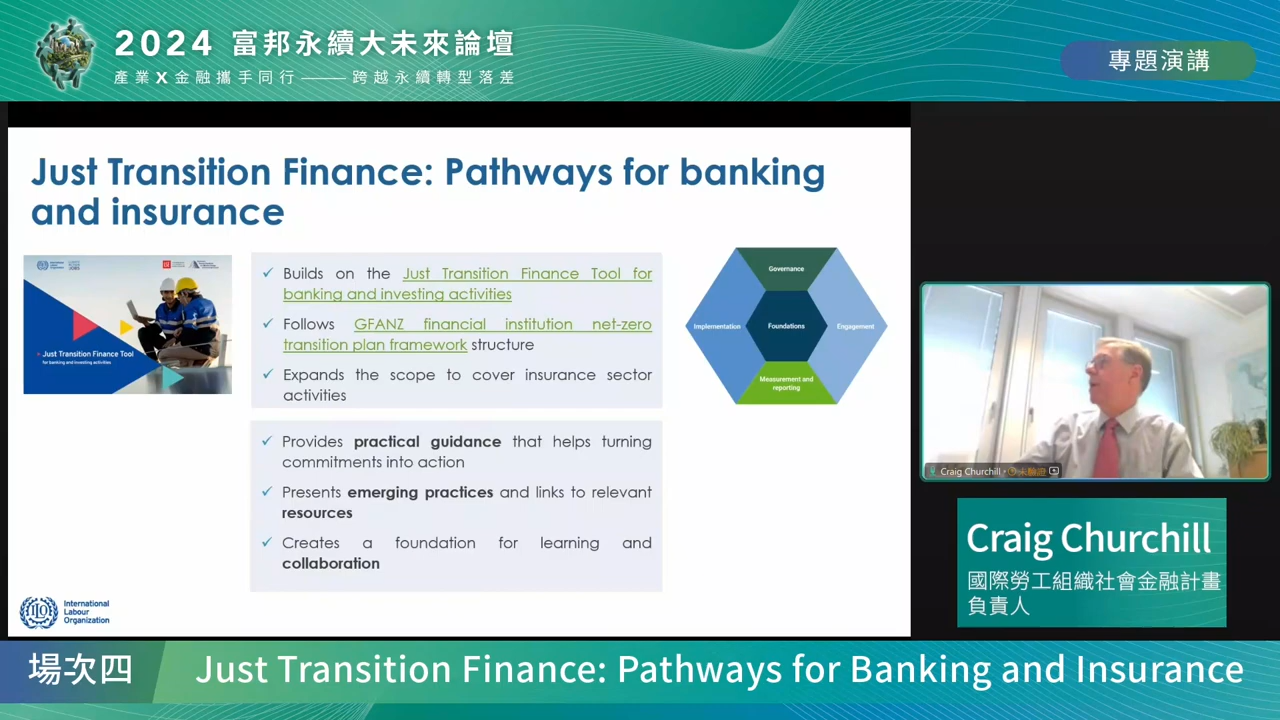 2024 富邦永續大未來論壇
產業X金融攜手同行——跨越永續轉型落差
專題演講
Just Transition Finance: Pathways for banking
and insurance
Just Transition Finance Tool
for banking and investing activities
✓ Builds on the Just Transition Finance Tool for
banking and investing activities
✓ Follows GFANZ financial institution net-zero
transition plan framework structure
✓ Expands the scope to cover insurance sector
activities
✓ Provides practical guidance that helps turning
commitments into action
✓ Presents emerging practices and links to relevant
resources
✓ Creates a foundation for learning and
collaboration
Governance
Implementation
Foundations
Engagement
Measurement and
reporting
International
Labour
Organization
Craig Churchill
Craig Churchill
國際勞工組織社會金融計畫
負責人
場次四
Just Transition Finance: Pathways for Banking and Insurance